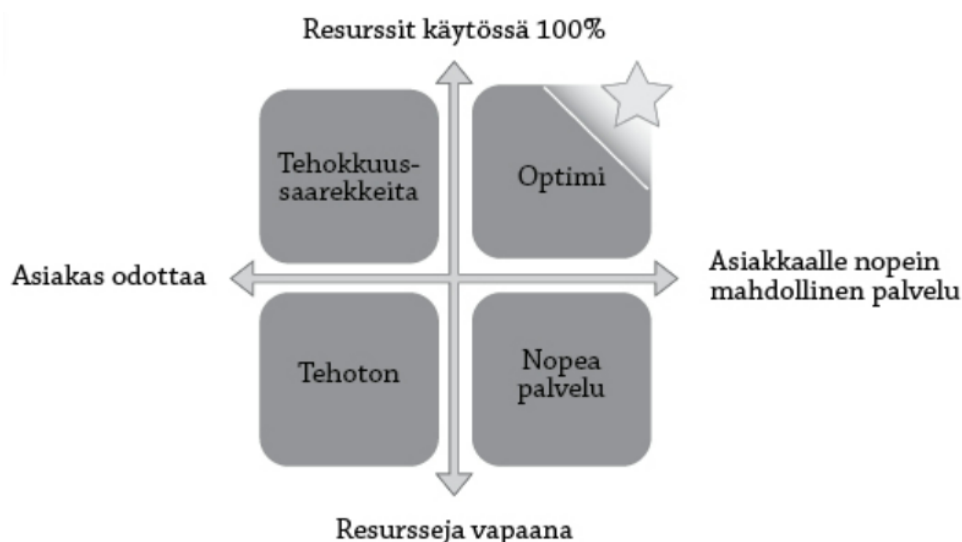 Resurssit käytössä 100%
Tehokkuus-
saarekkeita
Optimi
Asiakas odottaa
Asiakkaalle nopein
mahdollinen palvelu
Tehoton
Nopea
palvelu
Resursseja vapaana